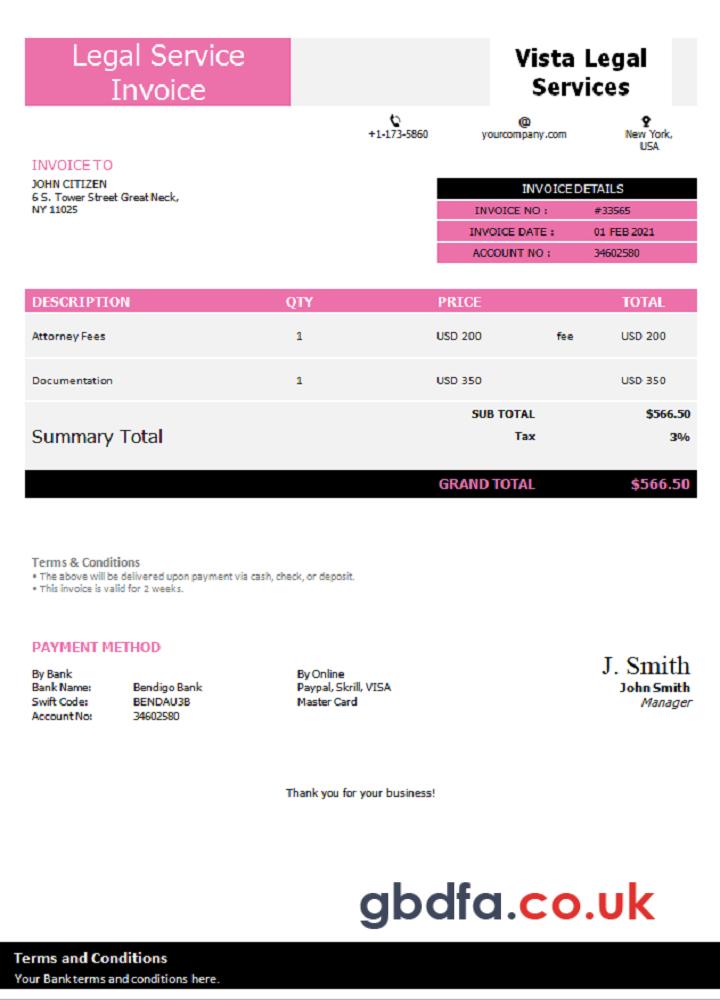 Legal Service
Invoice
Vista Legal
Services
+1-173-5860
yourcompany.com
New York,
USA
INVOICE TO
JOHN CITIZEN
6 S. Tower Street Great Neck,
NY 11025
INVOICE DETAILS
INVOICE NO : #33565
INVOICE DATE : 01 FEB 2021
ACCOUNT NO : 34602580
DESCRIPTION QTY PRICE TOTAL
Attorney Fees 1 USD 200 fee USD 200
Documentation 1 USD 350 USD 350
SUB TOTAL $566.50
Summary Total
Tax 3%
GRAND TOTAL $566.50
Terms & Conditions
• The above will be delivered upon payment via cash, check, or deposit.
• This invoice is valid for 2 weeks.
PAYMENT METHOD
By Bank
Bank Name: Bendigo Bank
Swift Code: BENDAU3B
Account No: 34602580
By Online
Paypal, Skrill, VISA
Master Card
J. Smith
John Smith
Manager
Thank you for your business!
gbdfa.co.uk
Terms and Conditions
Your Bank terms and conditions here.